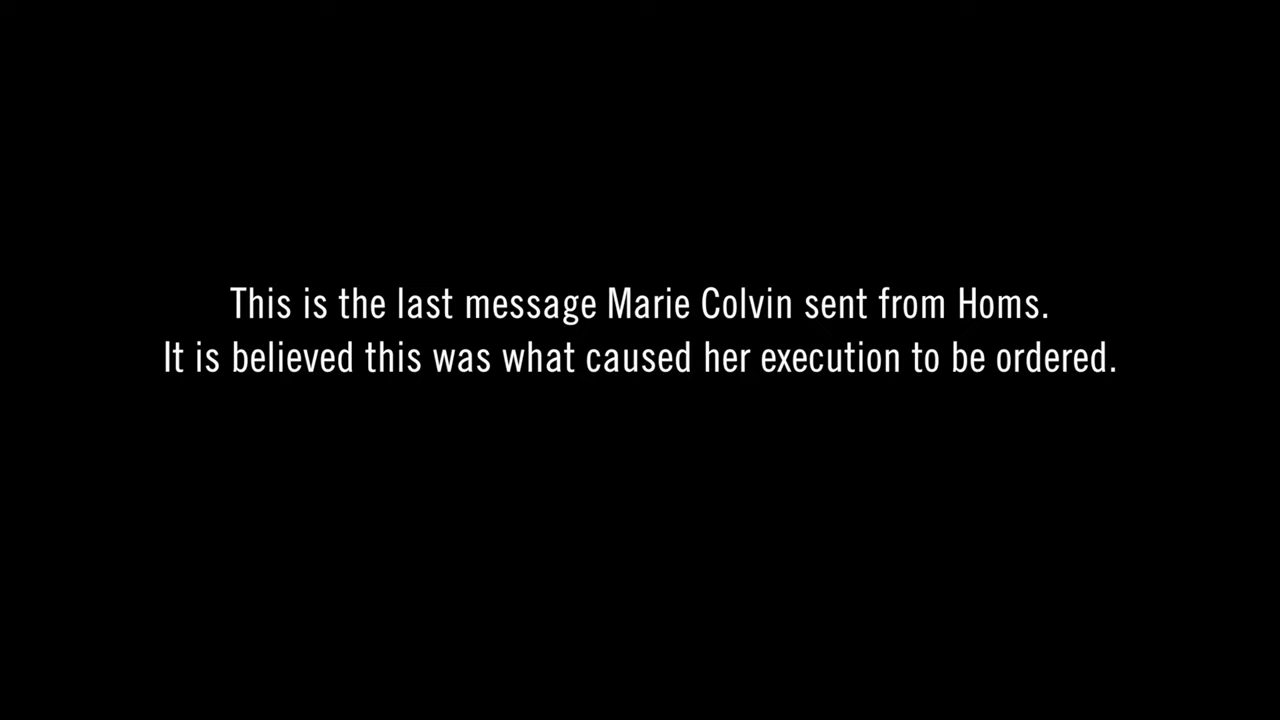 This is the last message Marie Colvin sent from Homs.
It is believed this was what caused her execution to be ordered.